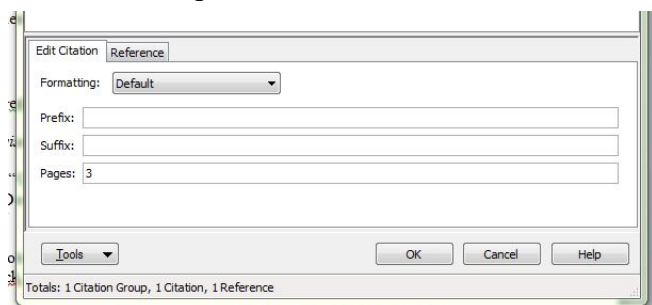 Edit Citation Reference
Formatting: Default
Prefix:
Suffix:
Pages: 3
Tools OK Cancel Help
Totals: 1 Citation Group, 1 Citation, 1 Reference